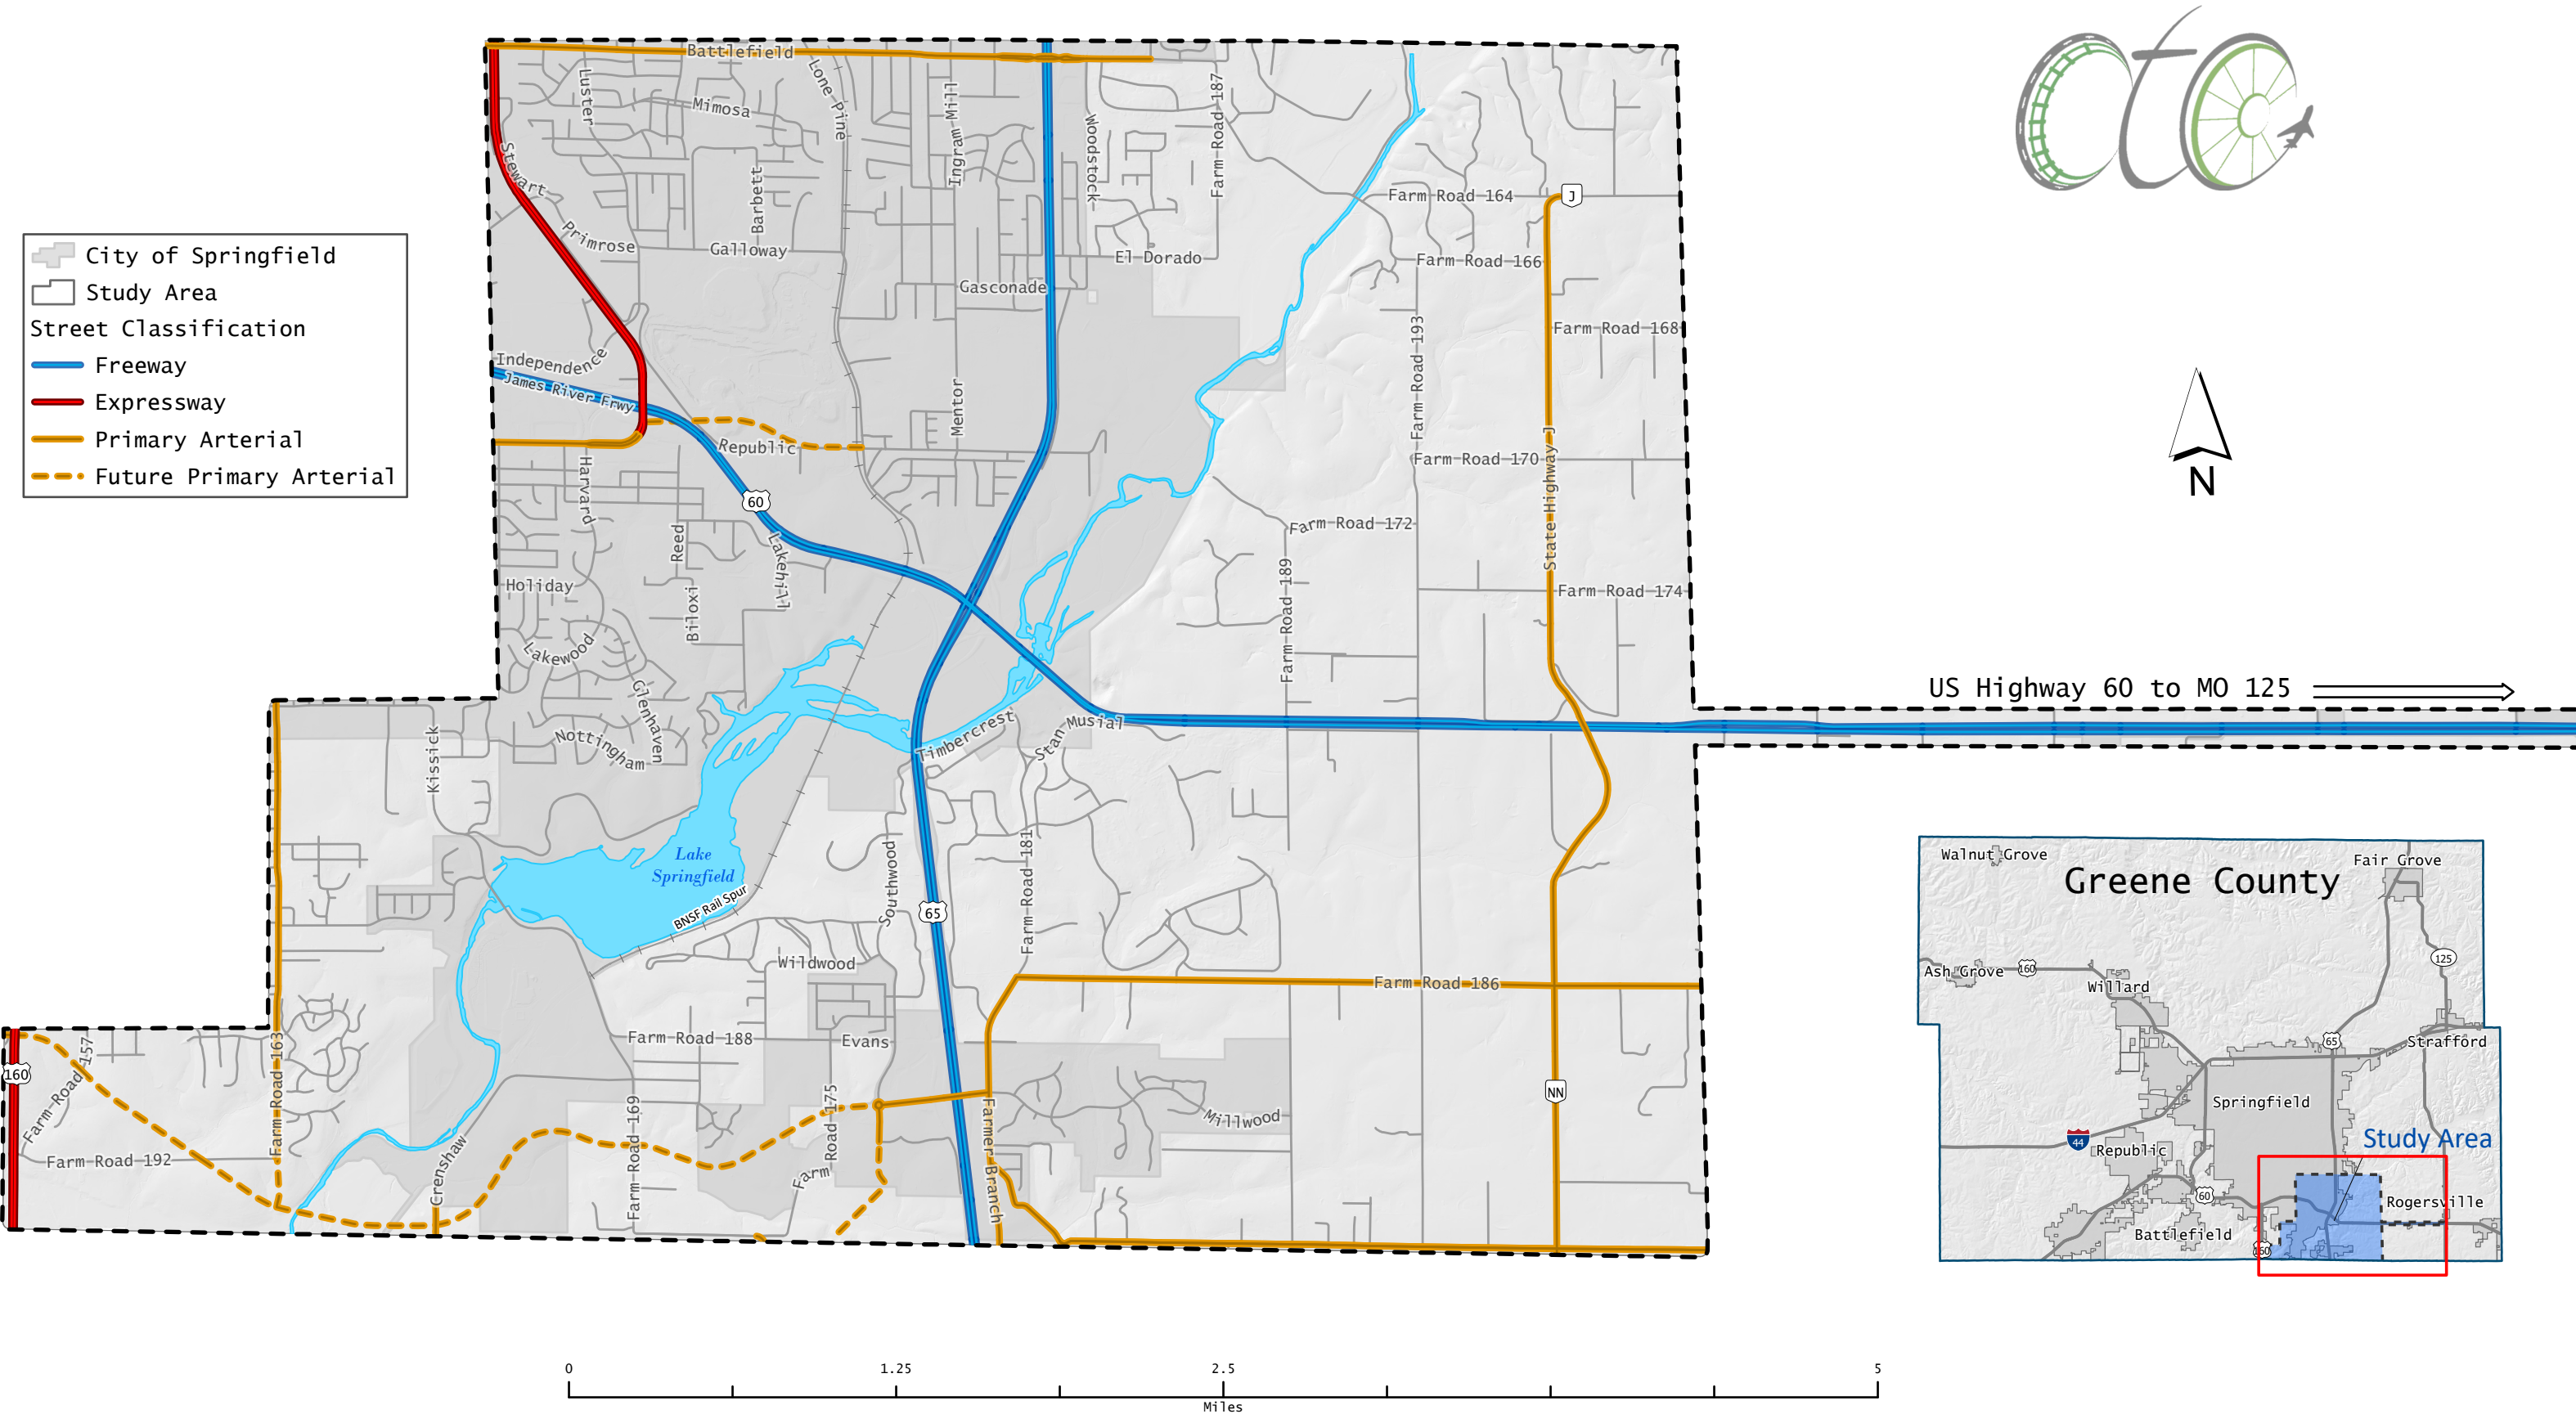 ato
City of Springfield
Study Area
Street Classification
Freeway
Expressway
Primary Arterial
Future Primary Arterial
Battlefield
Luster
Mimosa
Lone Pine
Ingram Mill
Woodstock
Farm Road 187
Stewart
Barbett
Primrose
Galloway
Gasconade
El Dorado
Farm Road 164
J
Farm Road 166
Farm Road 168
Farm Road 193
Independence
James River Frwy
Mentor
Republic
Farm Road 170
State Highway J
Harvard
60
Reed
Lakehill
Farm Road 172
Holiday
Biloxi
Farm Road 189
Farm Road 174
Lakewood
Glenhaven
Nottingham
Kissick
Timbercrest
Stan Musial
US Highway 60 to MO 125
N
Lake
Springfield
BNSF Rail Spur
Southwood
65
Farm Road 181
Wildwood
Farm Road 186
Farm Road 188
Evans
160
Farm Road 157
Farm Road 163
Farm Road 192
Crenshaw
Farm Road 169
Farm Road 175
Farmer Branch
Millwood
NN
Greene County
Walnut Grove
Fair Grove
Ash Grove
160
125
Willard
65
Strafford
Springfield
44
Republic
Study Area
60
Rogersville
Battlefield
160
0
1.25
2.5
5
Miles